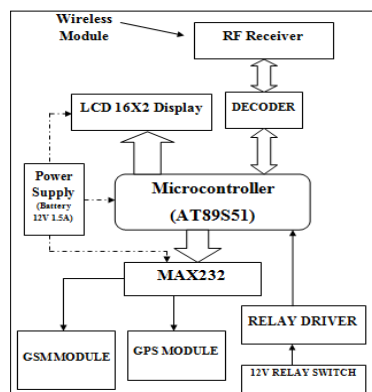 Wireless
Module
RF Receiver
LCD 16X2 Display
DECODER
Power
Supply
(Battery
12V 1.5A)
Microcontroller
(AT89S51)
MAX232
GSMMODULE
GPS MODULE
RELAY DRIVER
12V RELAY SWITCH